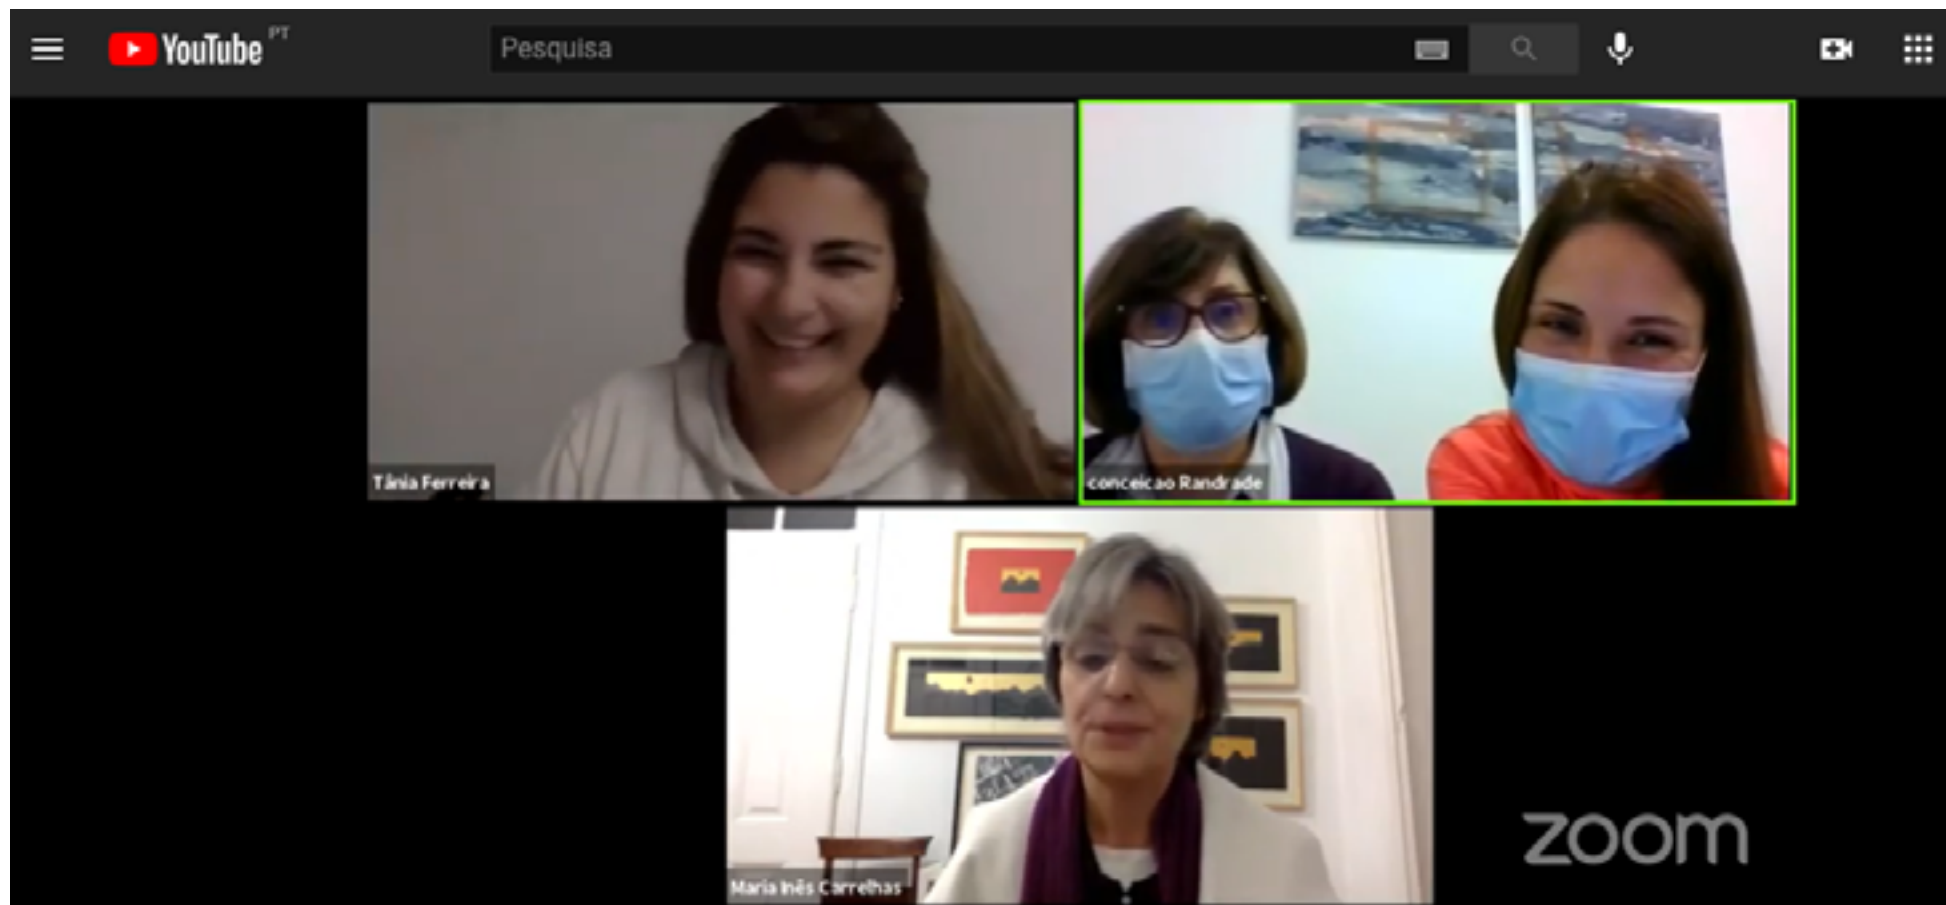 YouTube PT
Pesquisa
Tânia Ferreira
conceicao Randrade
Maria Inês Carrelhas
zoom